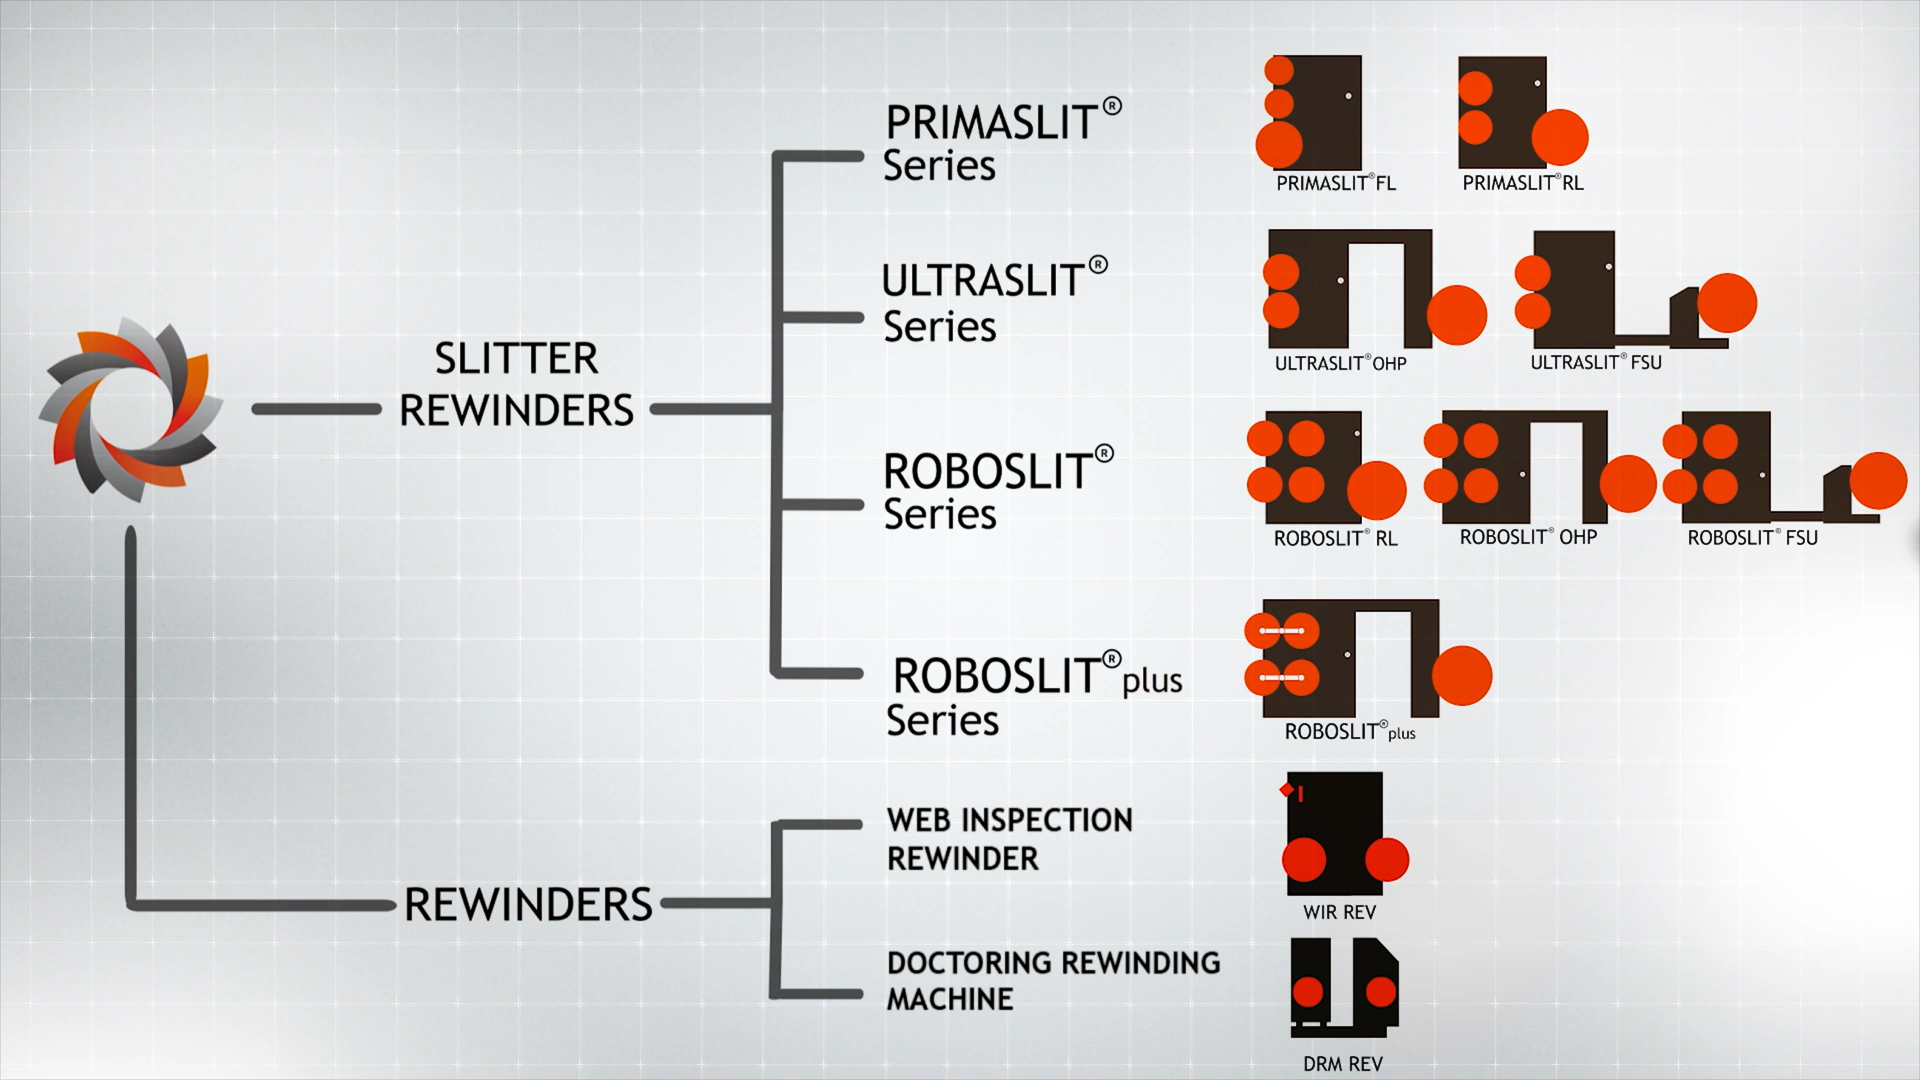 SLITTER
REWINDERS
PRIMASLIT®
Series
PRIMASLIT®FL
PRIMASLIT®RL
ULTRASLIT®
Series
ULTRASLIT®OHP
ULTRASLIT® FSU
ROBOSLIT®
Series
ROBOSLIT® RL
ROBOSLIT® OHP
ROBOSLIT® FSU
ROBOSLIT®plus
Series
ROBOSLIT®plus
REWINDERS
WEB INSPECTION
REWINDER
WIR REV
DOCTORING REWINDING
MACHINE
DRM REV